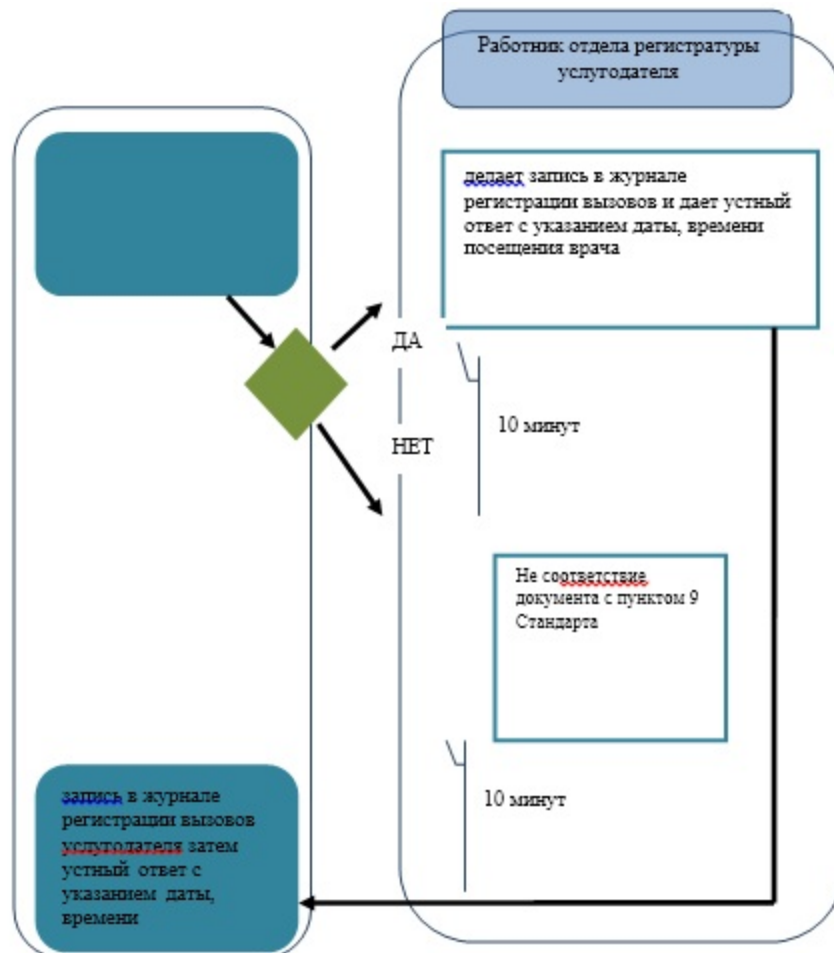 Работник отдела регистратуры
услугодателя
делает запись в журнале
регистрации вызовов и дает устный
ответ с указанием даты, времени
посещения врача
ДА
10 минут
НЕТ
Не соответствие
документа с пунктом 9
Стандарта
10 минут
запись в журнале
регистрации вызовов
услугодателя затем
устный ответ с
указанием даты,
времени